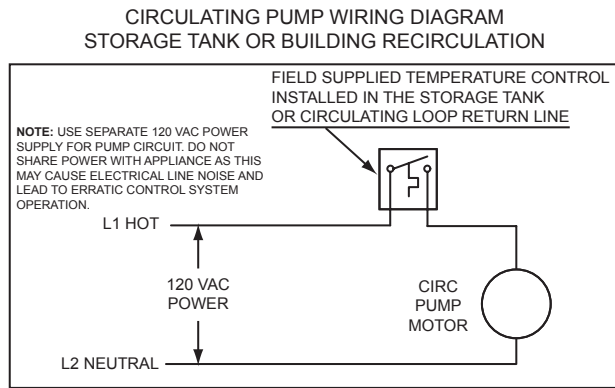 CIRCULATING PUMP WIRING DIAGRAM
STORAGE TANK OR BUILDING RECIRCULATION
FIELD SUPPLIED TEMPERATURE CONTROL
INSTALLED IN THE STORAGE TANK
OR CIRCULATING LOOP RETURN LINE
NOTE: USE SEPARATE 120 VAC POWER
SUPPLY FOR PUMP CIRCUIT. DO NOT
SHARE POWER WITH APPLIANCE AS THIS
MAY CAUSE ELECTRICAL LINE NOISE AND
LEAD TO ERRATIC CONTROL SYSTEM
OPERATION.
L1 HOT
120 VAC
POWER
CIRC
PUMP
MOTOR
L2 NEUTRAL